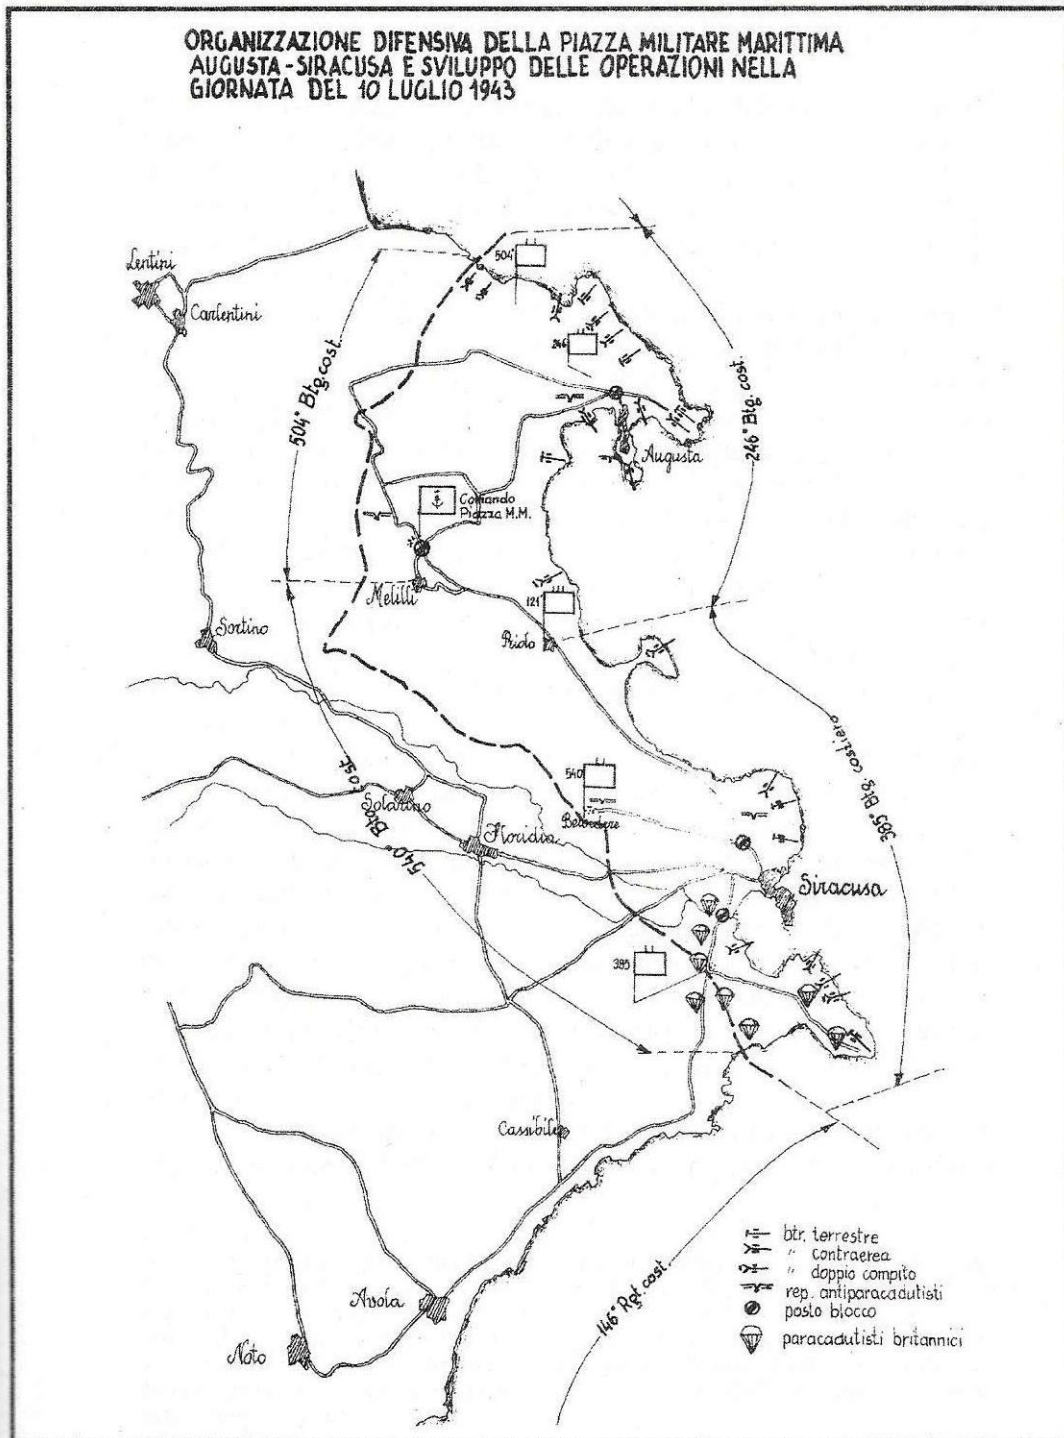 ORGANIZZAZIONE DIFENSIVA DELLA PIAZZA MILITARE MARITTIMA
AUGUSTA-SIRACUSA E SVILUPPO DELLE OPERAZIONI NELLA
GIORNATA DEL 10 LUGLIO 1943
Lentini
Carlentini
504°
246
504° Btg. cost.
246° Btg. cost.
Augusta
Comando
Piazza M.M.
Melilli
121°
Sortino
Priolo
540° Btg. cost.
Solarino
Floridia
540
Belvedere
385° Btg. costiero
Siracusa
385
Cassibile
Avola
Noto
146° Rgt. cost.
btr. terrestre
" contraerea
" doppio compito
rep. antiparacadutisti
posto blocco
paracadutisti britannici